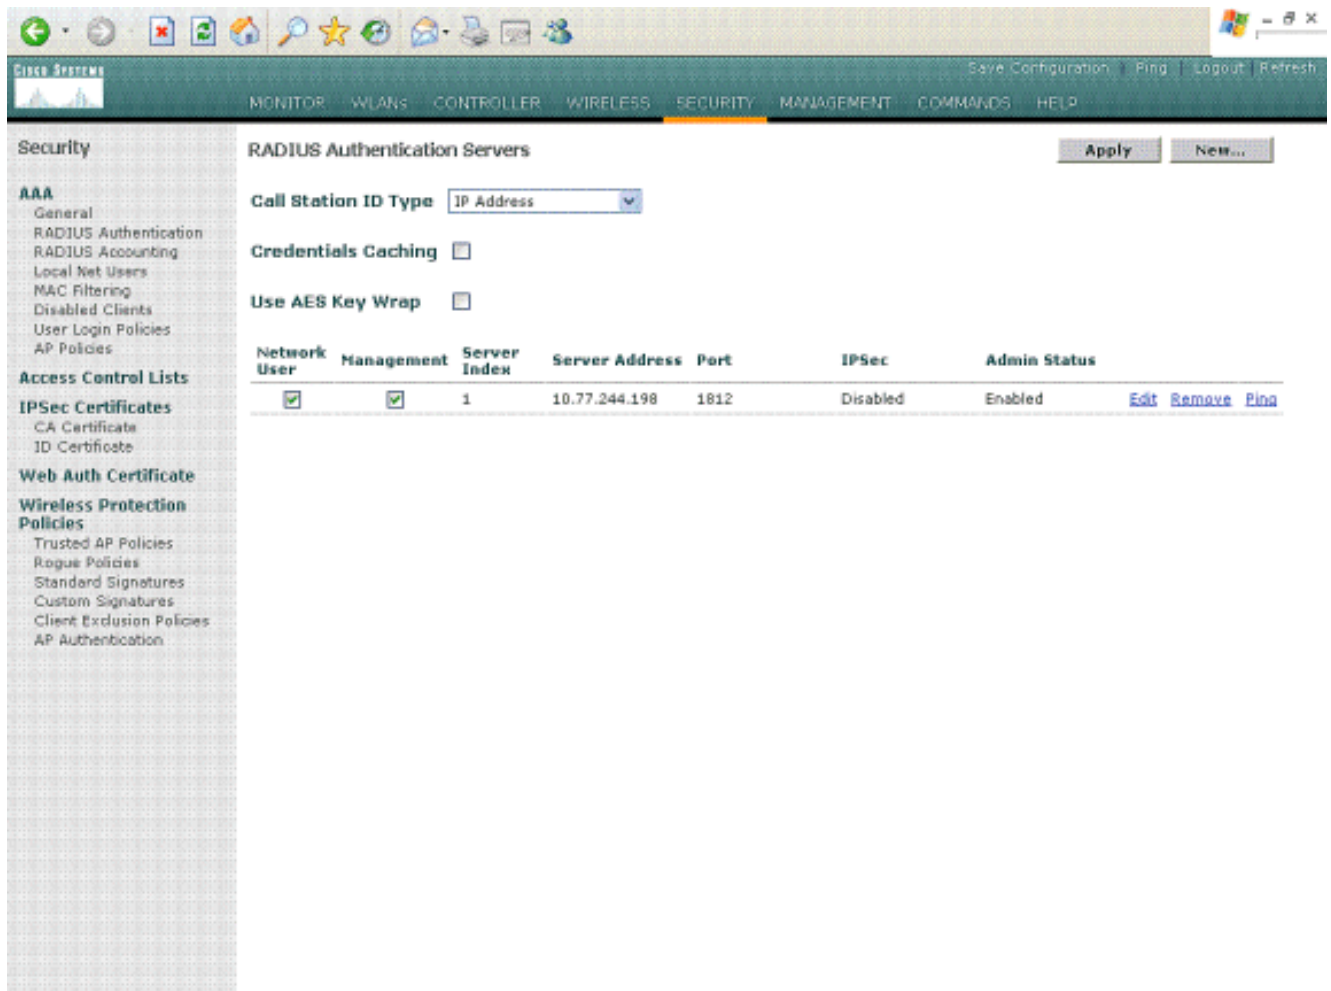 CISCO SYSTEMS
Save Configuration | Ping | Logout | Refresh
MONITOR WLANs CONTROLLER WIRELESS SECURITY MANAGEMENT COMMANDS HELP
Security
AAA
General
RADIUS Authentication
RADIUS Accounting
Local Net Users
MAC Filtering
Disabled Clients
User Login Policies
AP Policies
Access Control Lists
IPSec Certificates
CA Certificate
ID Certificate
Web Auth Certificate
Wireless Protection
Policies
Trusted AP Policies
Rogue Policies
Standard Signatures
Custom Signatures
Client Exclusion Policies
AP Authentication
RADIUS Authentication Servers
Apply New...
Call Station ID Type IP Address
Credentials Caching
Use AES Key Wrap
Network User Management Server Index Server Address Port IPSec Admin Status
1 10.77.244.198 1812 Disabled Enabled Edit Remove Ping